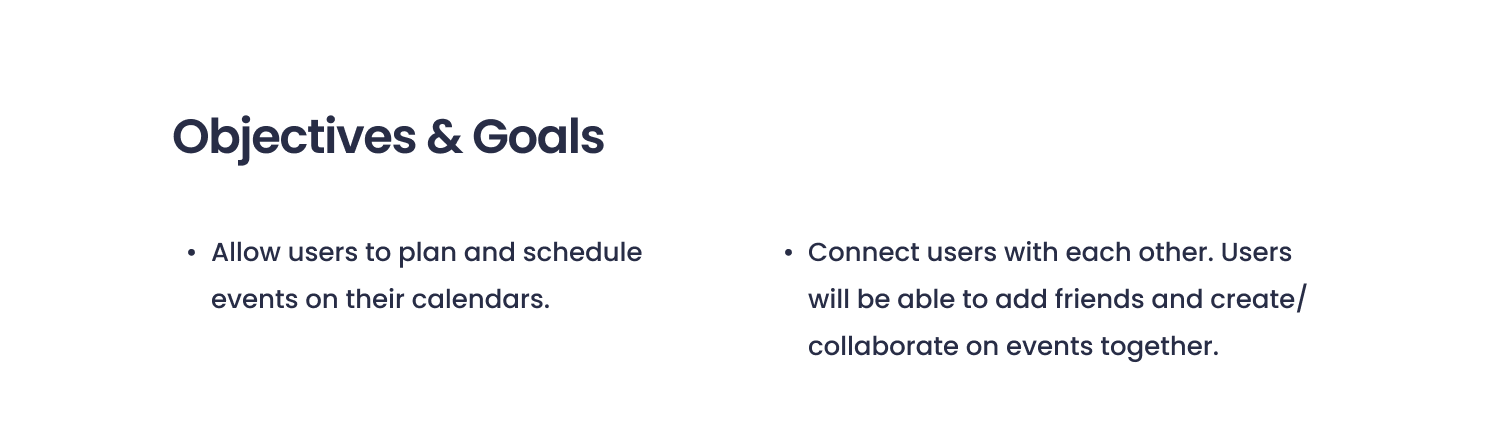 Objectives & Goals
• Allow users to plan and schedule
events on their calendars.
• Connect users with each other. Users
will be able to add friends and create/
collaborate on events together.